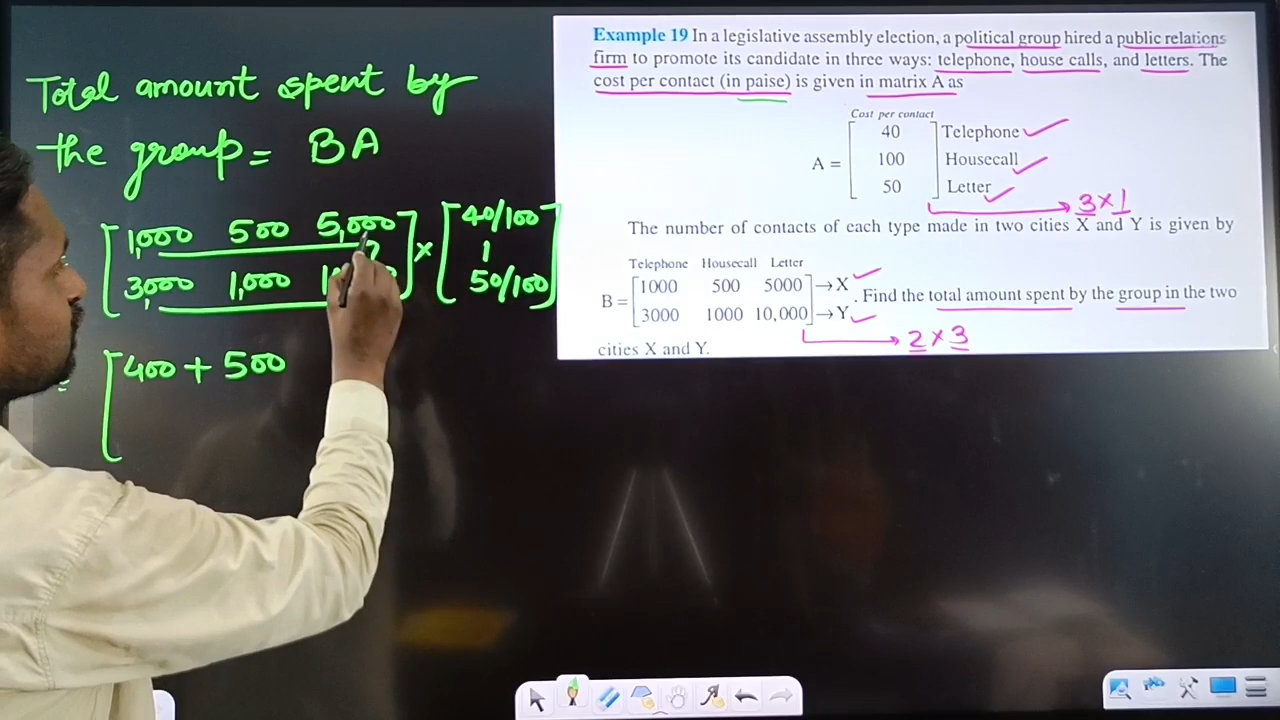 Total amount spent by
the group = BA
[1,000 500 5,000] × [40/100]
1
3,000 1,000 50/100
= [400 + 500
Example 19 In a legislative assembly election, a political group hired a public relations
firm to promote its candidate in three ways: telephone, house calls, and letters. The
cost per contact (in paise) is given in matrix A as
Cost per contact
40 Telephone
A = 100 Housecall
50 Letter
3×1
The number of contacts of each type made in two cities X and Y is given by
Telephone Housecall Letter
B = [1000 500 5000] → X
3000 1000 10,000 → Y
. Find the total amount spent by the group in the two
2×3
cities X and Y.